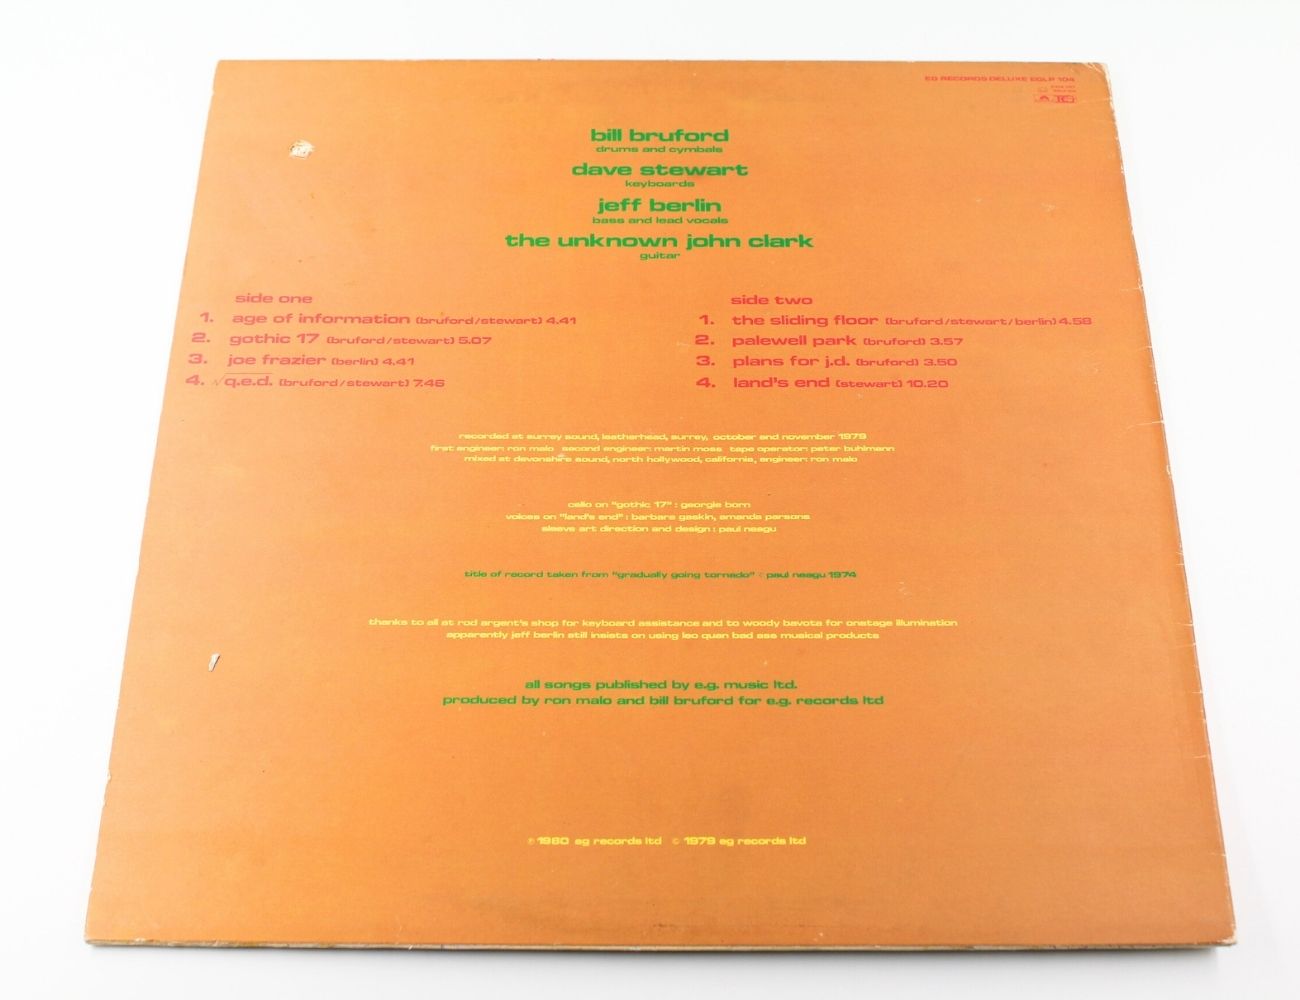 EG RECORDS DELUXE EGLP 104
bill bruford
drums and cymbals
dave stewart
keyboards
jeff berlin
bass and lead vocals
the unknown john clark
guitar
side one
1. age of information (bruford/stewart) 4.41
2. gothic 17 (bruford/stewart) 5.07
3. joe frazier (berlin) 4.41
4. √q.e.d. (bruford/stewart) 7.46
side two
1. the sliding floor (bruford/stewart/berlin) 4.58
2. palewell park (bruford) 3.57
3. plans for j.d. (bruford) 3.50
4. land's end (stewart) 10.20
recorded at surrey sound, leatherhead, surrey, october and november 1979
first engineer: ron malo second engineer: martin moss tape operator: peter buhlmann
mixed at devonshire sound, north hollywood, california, engineer: ron malo
cello on "gothic 17" : georgie born
voices on "land's end" : barbara gaskin, amanda parsons
sleeve art direction and design : paul neagu
title of record taken from "gradually going tornado" © paul neagu 1974
thanks to all at rod argent's shop for keyboard assistance and to woody bavota for onstage illumination
apparently jeff berlin still insists on using leo quan bad ass musical products
all songs published by e.g. music ltd.
produced by ron malo and bill bruford for e.g. records ltd
℗ 1980 eg records ltd © 1979 eg records ltd